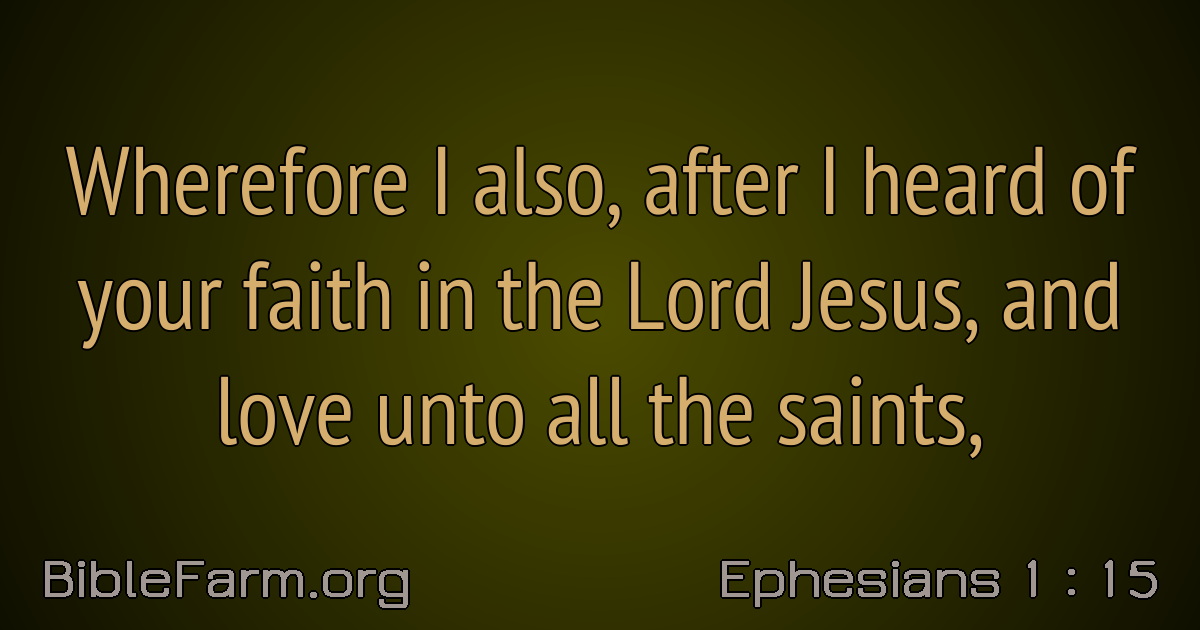 Wherefore I also, after I heard of
your faith in the Lord Jesus, and
love unto all the saints,
BibleFarm.org
Ephesians 1 : 15